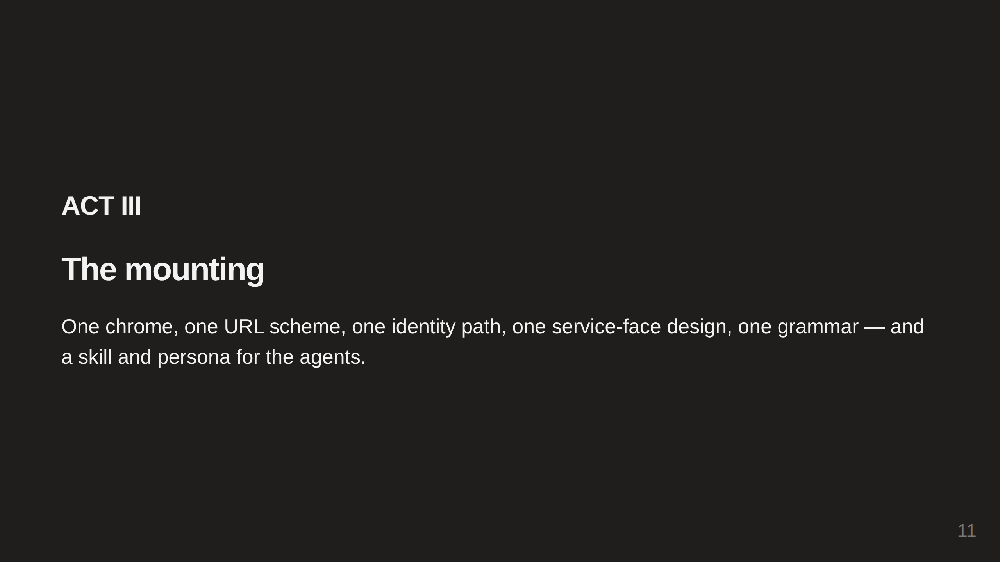 ACT III
The mounting
One chrome, one URL scheme, one identity path, one service-face design, one grammar — and
a skill and persona for the agents.
11